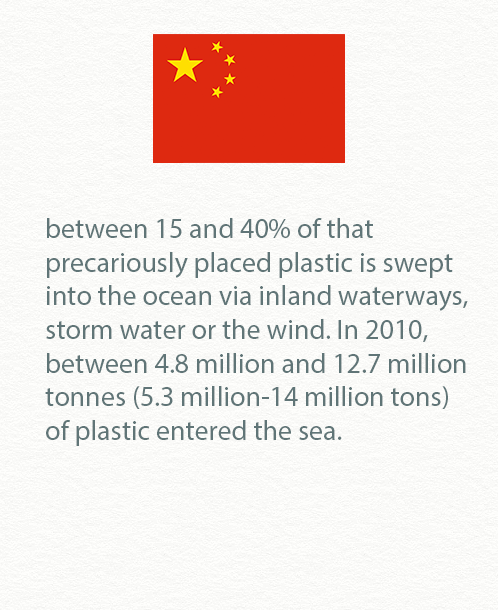 between 15 and 40% of that
precariously placed plastic is swept
into the ocean via inland waterways,
storm water or the wind. In 2010,
between 4.8 million and 12.7 million
tonnes (5.3 million-14 million tons)
of plastic entered the sea.